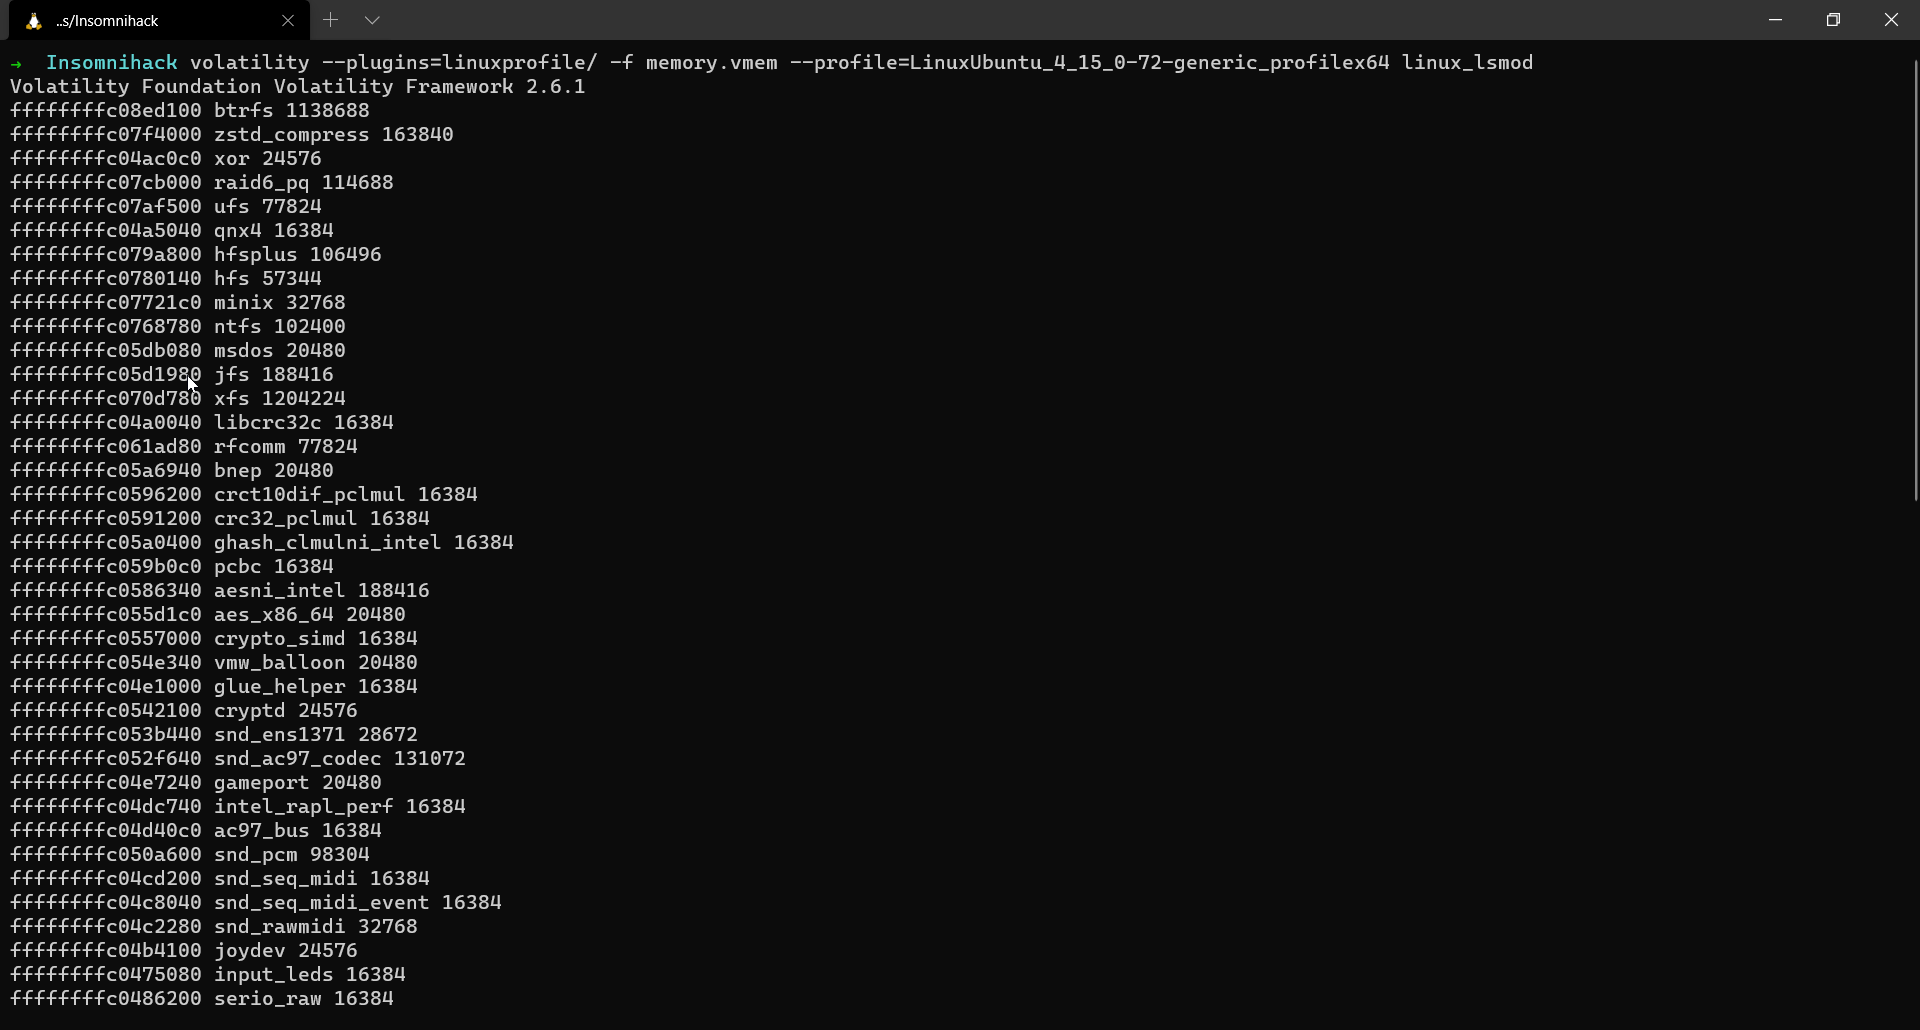 ..s/Insomnihack
→ Insomnihack volatility --plugins=linuxprofile/ -f memory.vmem --profile=LinuxUbuntu_4_15_0-72-generic_profilex64 linux_lsmod
Volatility Foundation Volatility Framework 2.6.1
ffffffffc08ed100 btrfs 1138688
ffffffffc07f4000 zstd_compress 163840
ffffffffc04ac0c0 xor 24576
ffffffffc07cb000 raid6_pq 114688
ffffffffc07af500 ufs 77824
ffffffffc04a5040 qnx4 16384
ffffffffc079a800 hfsplus 106496
ffffffffc0780140 hfs 57344
ffffffffc07721c0 minix 32768
ffffffffc0768780 ntfs 102400
ffffffffc05db080 msdos 20480
ffffffffc05d1980 jfs 188416
ffffffffc070d780 xfs 1204224
ffffffffc04a0040 libcrc32c 16384
ffffffffc061ad80 rfcomm 77824
ffffffffc05a6940 bnep 20480
ffffffffc0596200 crct10dif_pclmul 16384
ffffffffc0591200 crc32_pclmul 16384
ffffffffc05a0400 ghash_clmulni_intel 16384
ffffffffc059b0c0 pcbc 16384
ffffffffc0586340 aesni_intel 188416
ffffffffc055d1c0 aes_x86_64 20480
ffffffffc0557000 crypto_simd 16384
ffffffffc054e340 vmw_balloon 20480
ffffffffc04e1000 glue_helper 16384
ffffffffc0542100 cryptd 24576
ffffffffc053b440 snd_ens1371 28672
ffffffffc052f640 snd_ac97_codec 131072
ffffffffc04e7240 gameport 20480
ffffffffc04dc740 intel_rapl_perf 16384
ffffffffc04d40c0 ac97_bus 16384
ffffffffc050a600 snd_pcm 98304
ffffffffc04cd200 snd_seq_midi 16384
ffffffffc04c8040 snd_seq_midi_event 16384
ffffffffc04c2280 snd_rawmidi 32768
ffffffffc04b4100 joydev 24576
ffffffffc0475080 input_leds 16384
ffffffffc0486200 serio_raw 16384